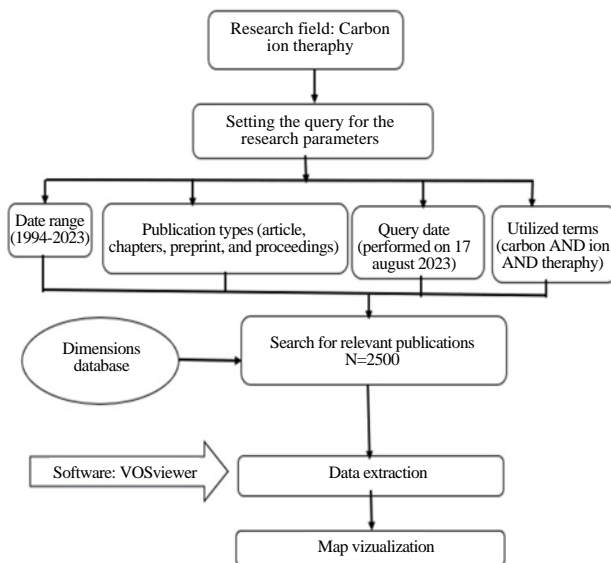 Research field: Carbon
ion theraphy
Setting the query for the
research parameters
Date range
(1994-2023)
Publication types (article,
chapters, preprint, and proceedings)
Query date
(performed on 17
august 2023)
Utilized terms
(carbon AND ion
AND theraphy)
Dimensions
database
Search for relevant publications
N=2500
Software: VOSviewer
Data extraction
Map vizualization